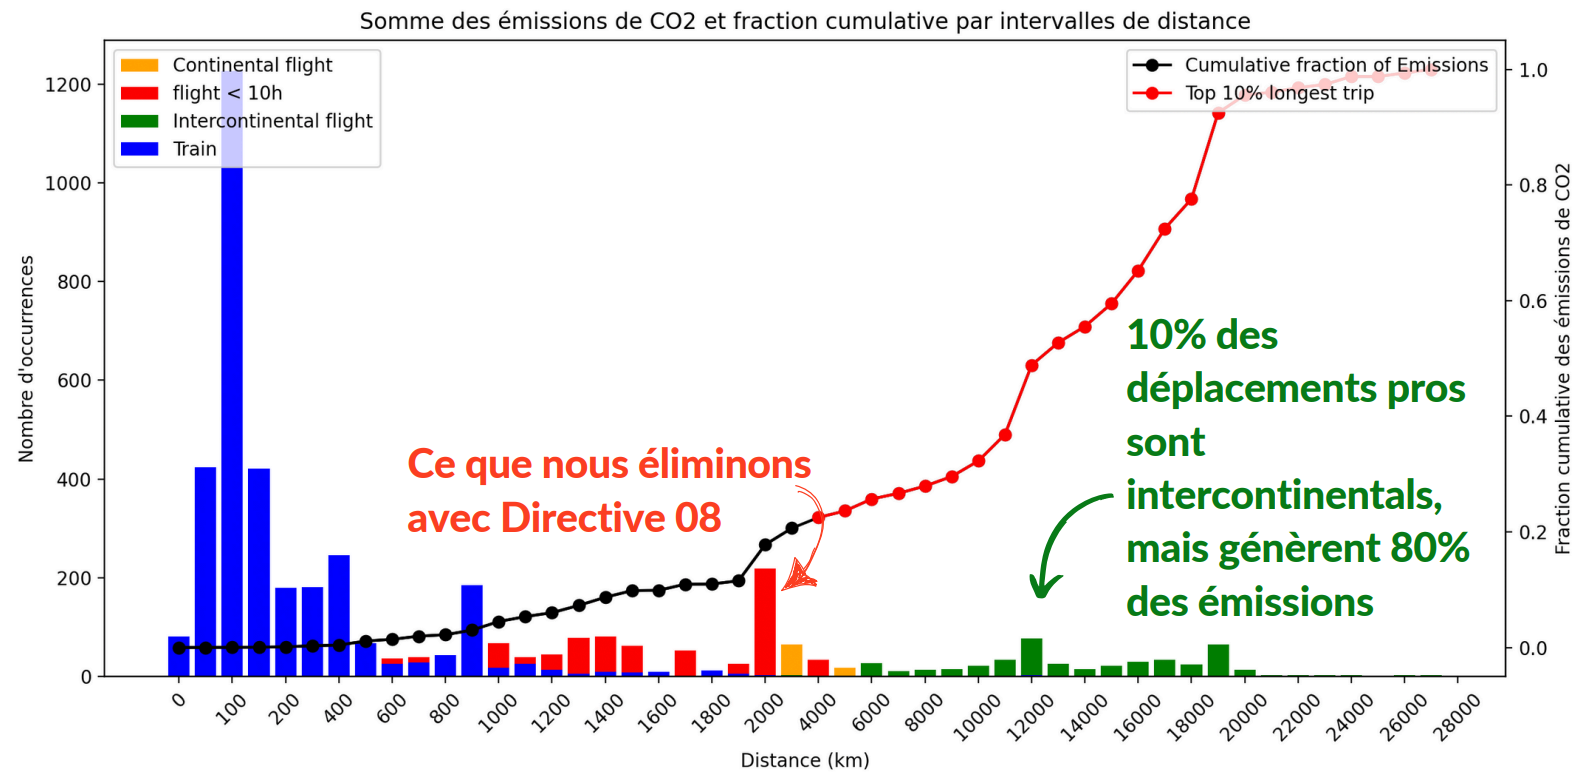 Somme des émissions de CO2 et fraction cumulative par intervalles de distance
Continental flight
flight < 10h
Intercontinental flight
Train
Cumulative fraction of Emissions
Top 10% longest trip
Nombre d'occurrences
1200
1000
800
600
400
200
0
Fraction cumulative des émissions de CO2
1.0
0.8
0.6
0.4
0.2
0.0
Ce que nous éliminons
avec Directive 08
10% des
déplacements pros
sont
intercontinentals,
mais génèrent 80%
des émissions
0 100 200 400 600 800 1000 1200 1400 1600 1800 2000 4000 6000 8000 10000 12000 14000 16000 18000 20000 22000 24000 26000 28000
Distance (km)